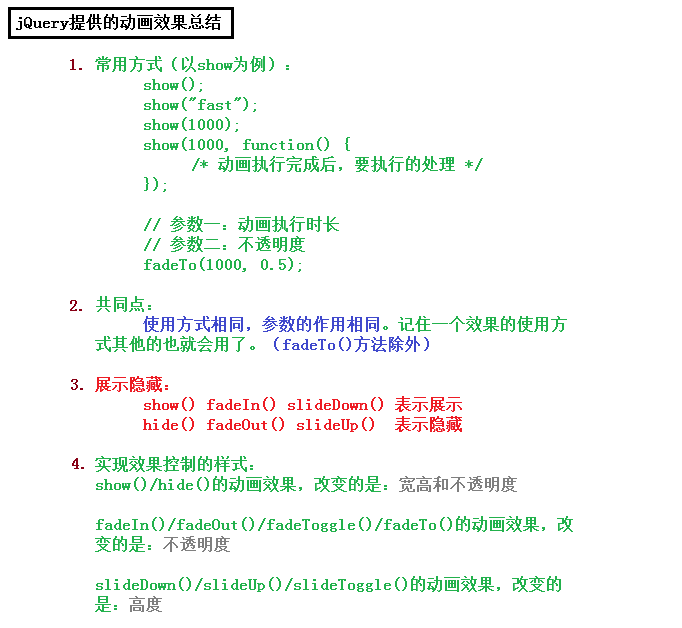 jQuery提供的动画效果总结
1. 常用方式（以show为例）：
show();
show("fast");
show(1000);
show(1000, function() {
/* 动画执行完成后，要执行的处理 */
});
// 参数一：动画执行时长
// 参数二：不透明度
fadeTo(1000, 0.5);
2. 共同点：
使用方式相同，参数的作用相同。记住一个效果的使用方
式其他的也就会用了。（fadeTo()方法除外）
3. 展示隐藏：
show() fadeIn() slideDown() 表示展示
hide() fadeOut() slideUp() 表示隐藏
4. 实现效果控制的样式：
show()/hide()的动画效果，改变的是：宽高和不透明度
fadeIn()/fadeOut()/fadeToggle()/fadeTo()的动画效果，改
变的是：不透明度
slideDown()/slideUp()/slideToggle()的动画效果，改变的
是：高度